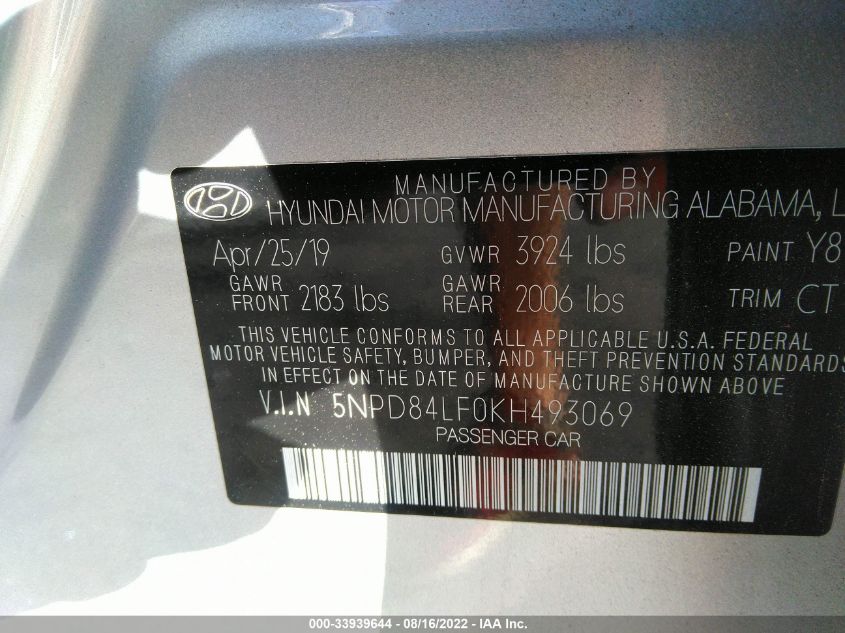 MANUFACTURED BY
HYUNDAI MOTOR MANUFACTURING ALABAMA, L
Apr/25/19 GVWR 3924 lbs PAINT Y8
GAWR FRONT 2183 lbs GAWR REAR 2006 lbs TRIM CT
THIS VEHICLE CONFORMS TO ALL APPLICABLE U.S.A. FEDERAL
MOTOR VEHICLE SAFETY, BUMPER, AND THEFT PREVENTION STANDARDS
IN EFFECT ON THE DATE OF MANUFACTURE SHOWN ABOVE
V.I.N 5NPD84LF0KH493069
PASSENGER CAR
000-33939644 - 08/16/2022 - Copyright © 2022 IAA, Inc.